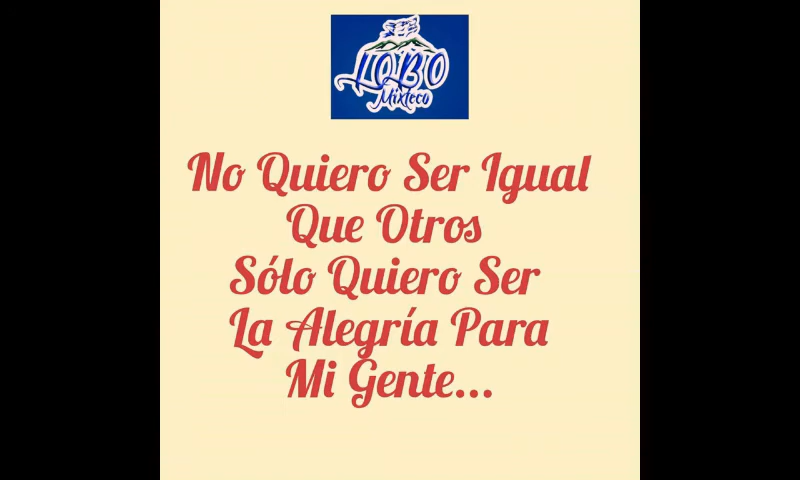 LOBO
Mixteco
No Quiero Ser Igual
Que Otros
Sólo Quiero Ser
La Alegría Para
Mi Gente...